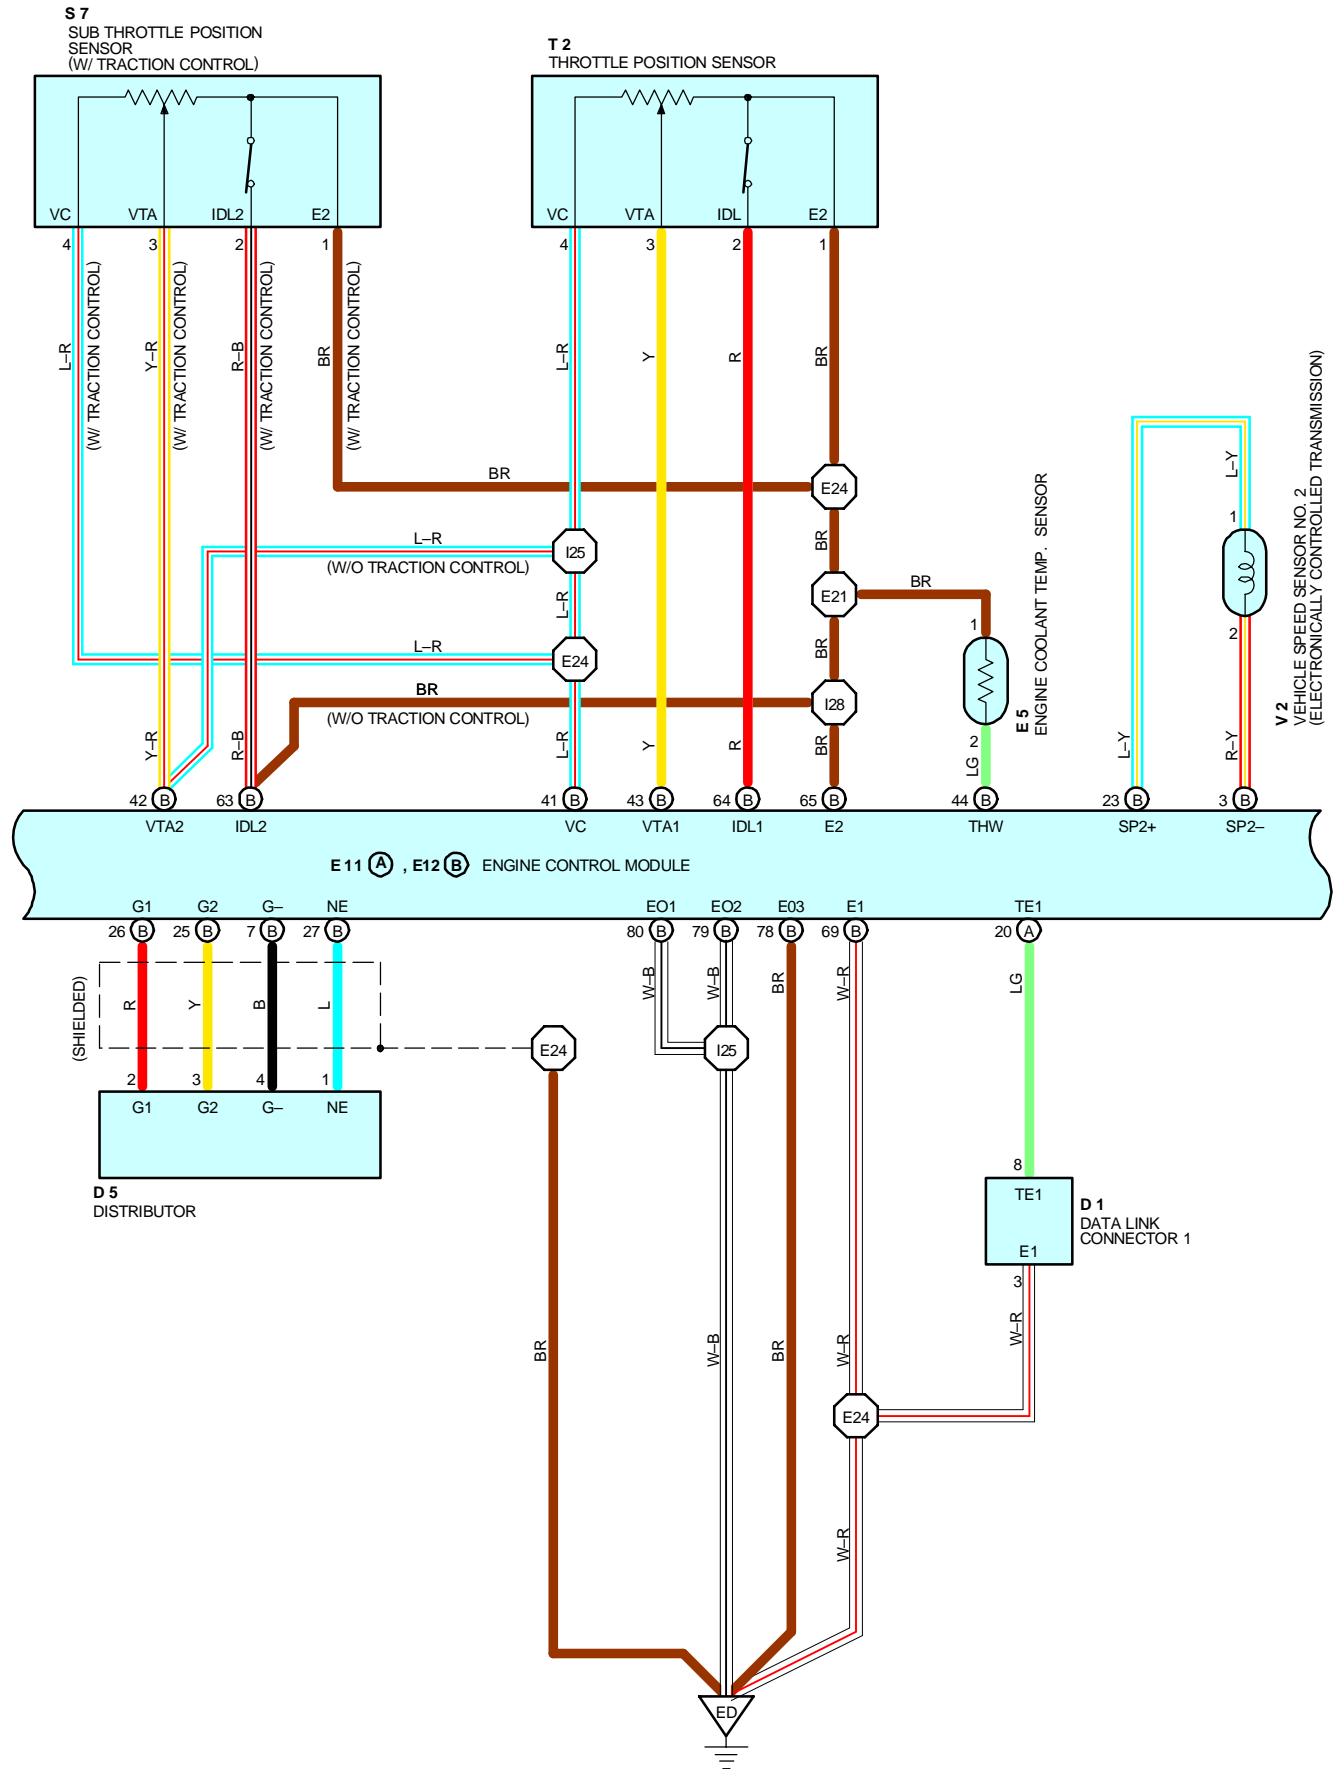 S 7
SUB THROTTLE POSITION
SENSOR
(W/ TRACTION CONTROL)
T 2
THROTTLE POSITION SENSOR
VC VTA IDL2 E2
VC VTA IDL E2
4 3 2 1
4 3 2 1
L–R
(W/ TRACTION CONTROL)
Y–R
(W/ TRACTION CONTROL)
R–B
(W/ TRACTION CONTROL)
BR
(W/ TRACTION CONTROL)
L–R
Y
R
BR
BR
E24
L–R
I25
(W/O TRACTION CONTROL)
BR
E21
BR
L–R
BR
L–R
E24
BR
I28
(W/O TRACTION CONTROL)
Y–R
R–B
L–R
Y
R
BR
1
2
LG
E 5
ENGINE COOLANT TEMP. SENSOR
L–Y
1
2
L–Y
R–Y
V 2
VEHICLE SPEED SENSOR NO. 2
(ELECTRONICALLY CONTROLLED TRANSMISSION)
42 B 63 B 41 B 43 B 64 B 65 B 44 B 23 B 3 B
VTA2 IDL2 VC VTA1 IDL1 E2 THW SP2+ SP2–
E 11 A , E12 B ENGINE CONTROL MODULE
G1 G2 G– NE EO1 EO2 E03 E1 TE1
26 B 25 B 7 B 27 B 80 B 79 B 78 B 69 B 20 A
(SHIELDED)
R
Y
B
L
W–B
W–B
BR
W–R
LG
E24
I25
2 3 4 1
G1 G2 G– NE
D 5
DISTRIBUTOR
8
TE1
D 1
DATA LINK
CONNECTOR 1
E1
3
W–R
BR
W–B
BR
W–R
E24
W–R
ED